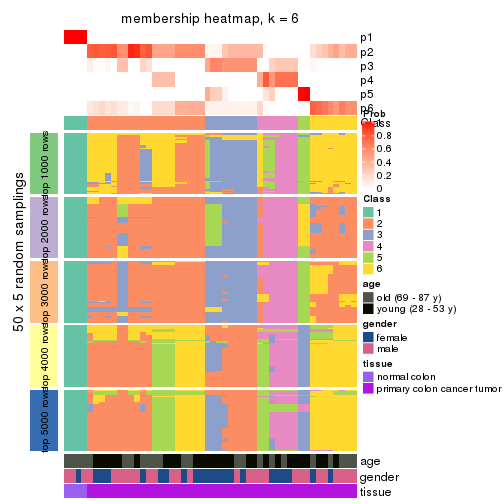 membership heatmap, k = 6
p1
p2
p3
p4
p5
p6
Class
50 x 5 random samplings
top 1000 rows
top 2000 rows
top 3000 rows
top 4000 rows
top 5000 rows
Prob
1
0.8
0.6
0.4
0.2
0
Class
1
2
3
4
5
6
age
old (69 - 87 y)
young (28 - 53 y)
gender
female
male
tissue
normal colon
primary colon cancer tumor
age
gender
tissue